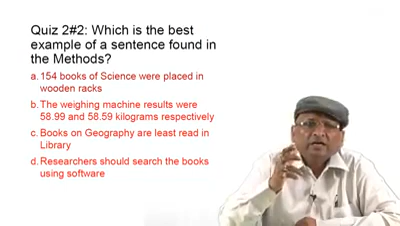 Quiz 2#2: Which is the best
example of a sentence found in
the Methods?
a. 154 books of Science were placed in
wooden racks
b. The weighing machine results were
58.99 and 58.59 kilograms respectively
c. Books on Geography are least read in
Library
d. Researchers should search the books
using software